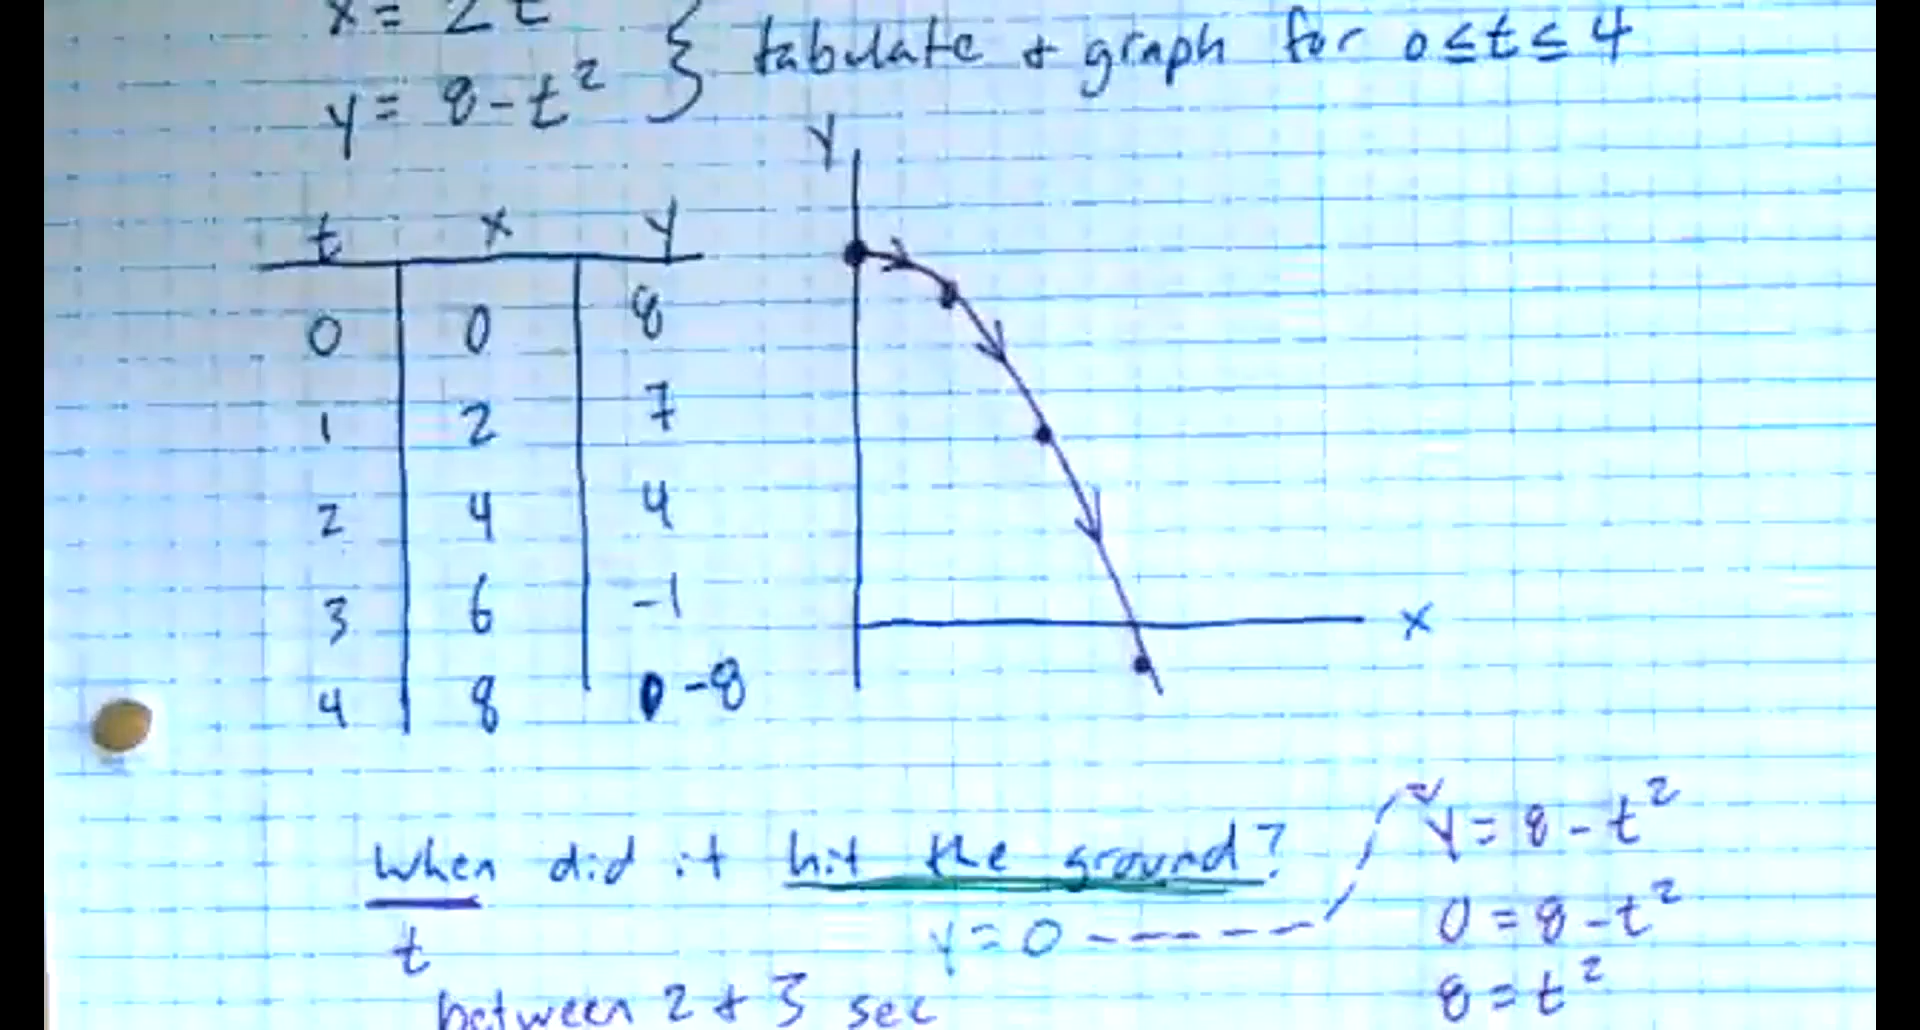 x = 2t
y = 8 - t² } tabulate + graph for 0 ≤ t ≤ 4
y
t x y
0 0 8
1 2 7
2 4 4
3 6 -1
4 8 -8
x
When did it hit the ground?
t
y = 0
between 2 + 3 sec
y = 8 - t²
0 = 8 - t²
8 = t²